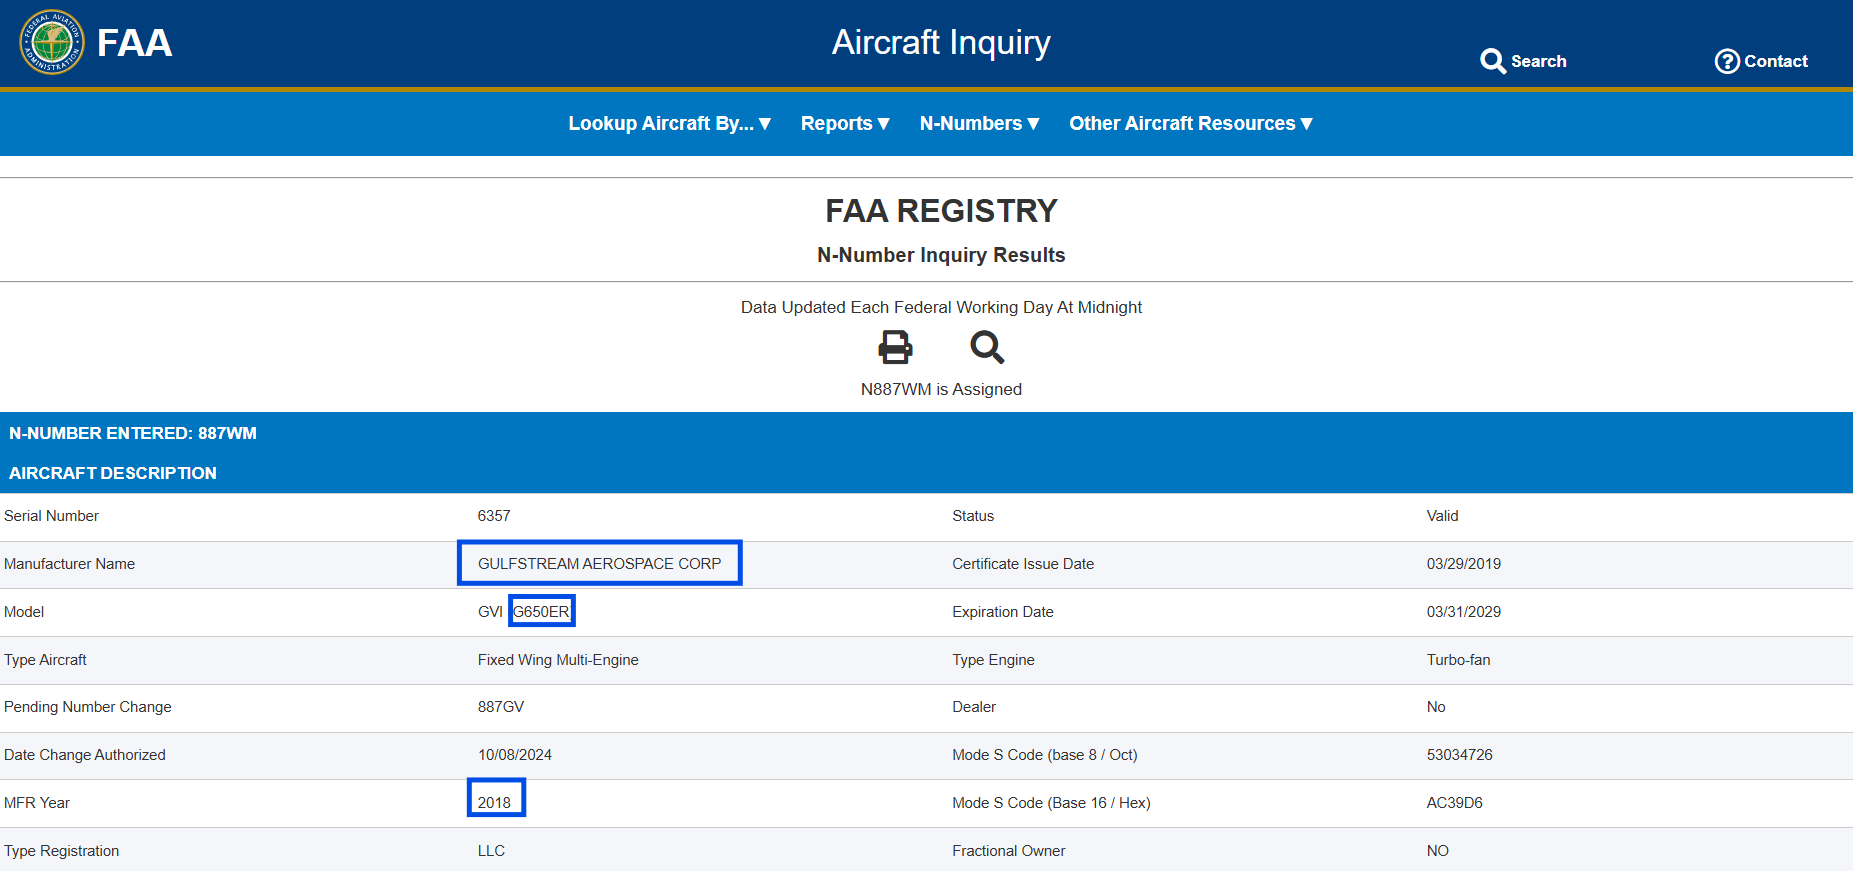 FEDERAL AVIATION ADMINISTRATION
FAA
Aircraft Inquiry
Search
Contact
Lookup Aircraft By...▼ Reports▼ N-Numbers▼ Other Aircraft Resources▼
FAA REGISTRY
N-Number Inquiry Results
Data Updated Each Federal Working Day At Midnight
N887WM is Assigned
N-NUMBER ENTERED: 887WM
AIRCRAFT DESCRIPTION
Serial Number 6357 Status Valid
Manufacturer Name GULFSTREAM AEROSPACE CORP Certificate Issue Date 03/29/2019
Model GVI G650ER Expiration Date 03/31/2029
Type Aircraft Fixed Wing Multi-Engine Type Engine Turbo-fan
Pending Number Change 887GV Dealer No
Date Change Authorized 10/08/2024 Mode S Code (base 8 / Oct) 53034726
MFR Year 2018 Mode S Code (Base 16 / Hex) AC39D6
Type Registration LLC Fractional Owner NO